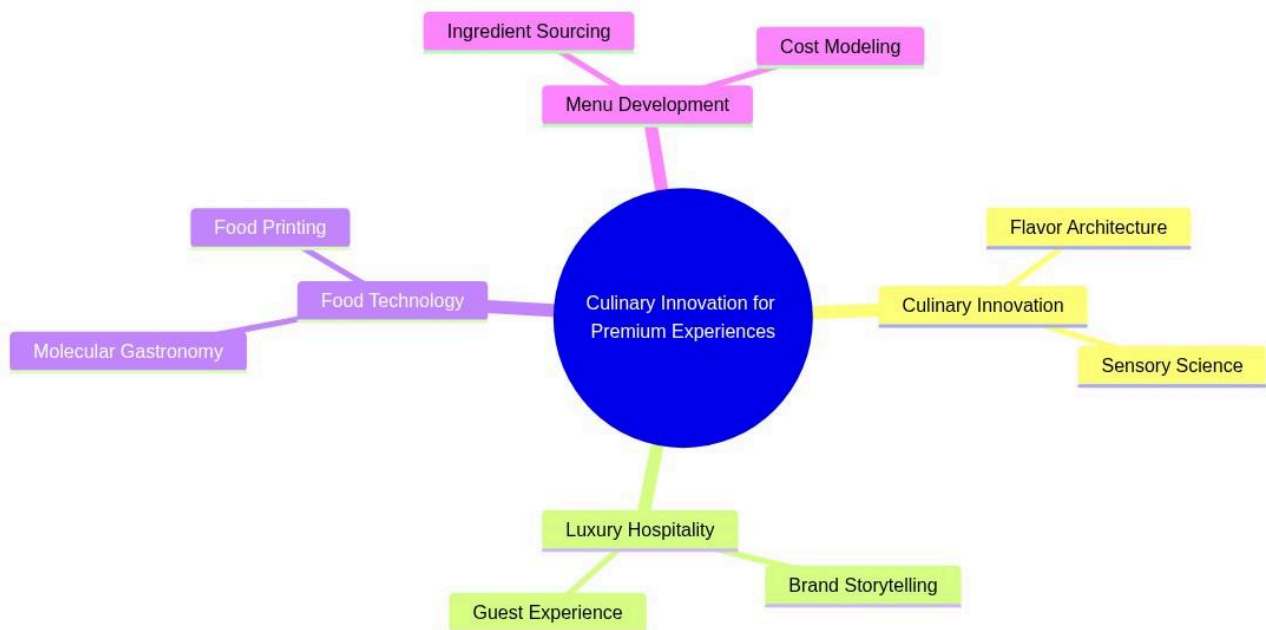 Ingredient Sourcing
Cost Modeling
Menu Development
Food Printing
Flavor Architecture
Food Technology
Culinary Innovation for
Premium Experiences
Culinary Innovation
Molecular Gastronomy
Sensory Science
Luxury Hospitality
Brand Storytelling
Guest Experience